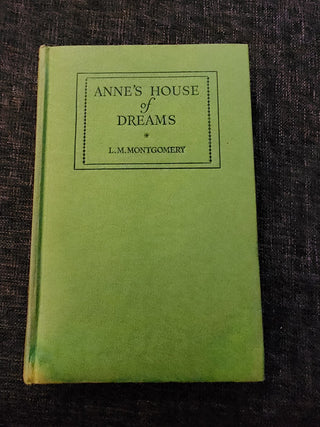 ANNE'S HOUSE
of
DREAMS
*
L.M.MONTGOMERY